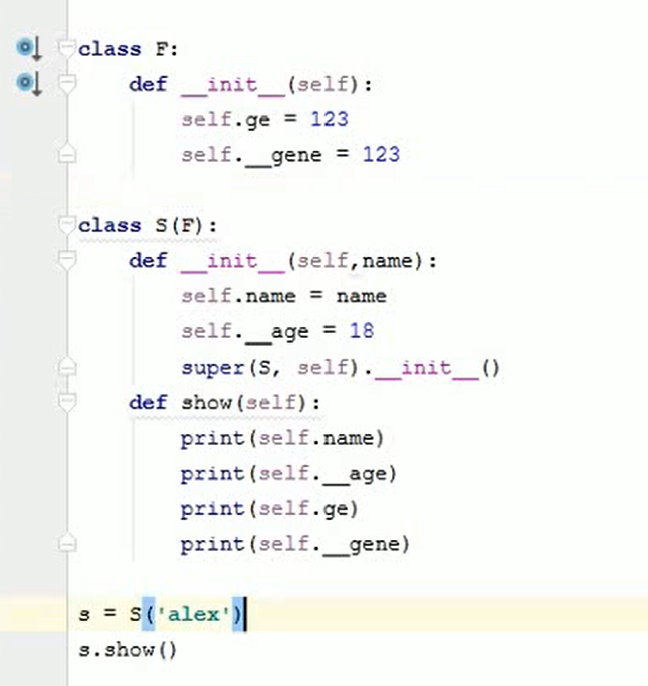 class F:
    def __init__(self):
        self.ge = 123
        self.__gene = 123
class S(F):
    def __init__(self,name):
        self.name = name
        self.__age = 18
        super(S, self).__init__()
    def show(self):
        print(self.name)
        print(self.__age)
        print(self.ge)
        print(self.__gene)
s = S('alex')
s.show()